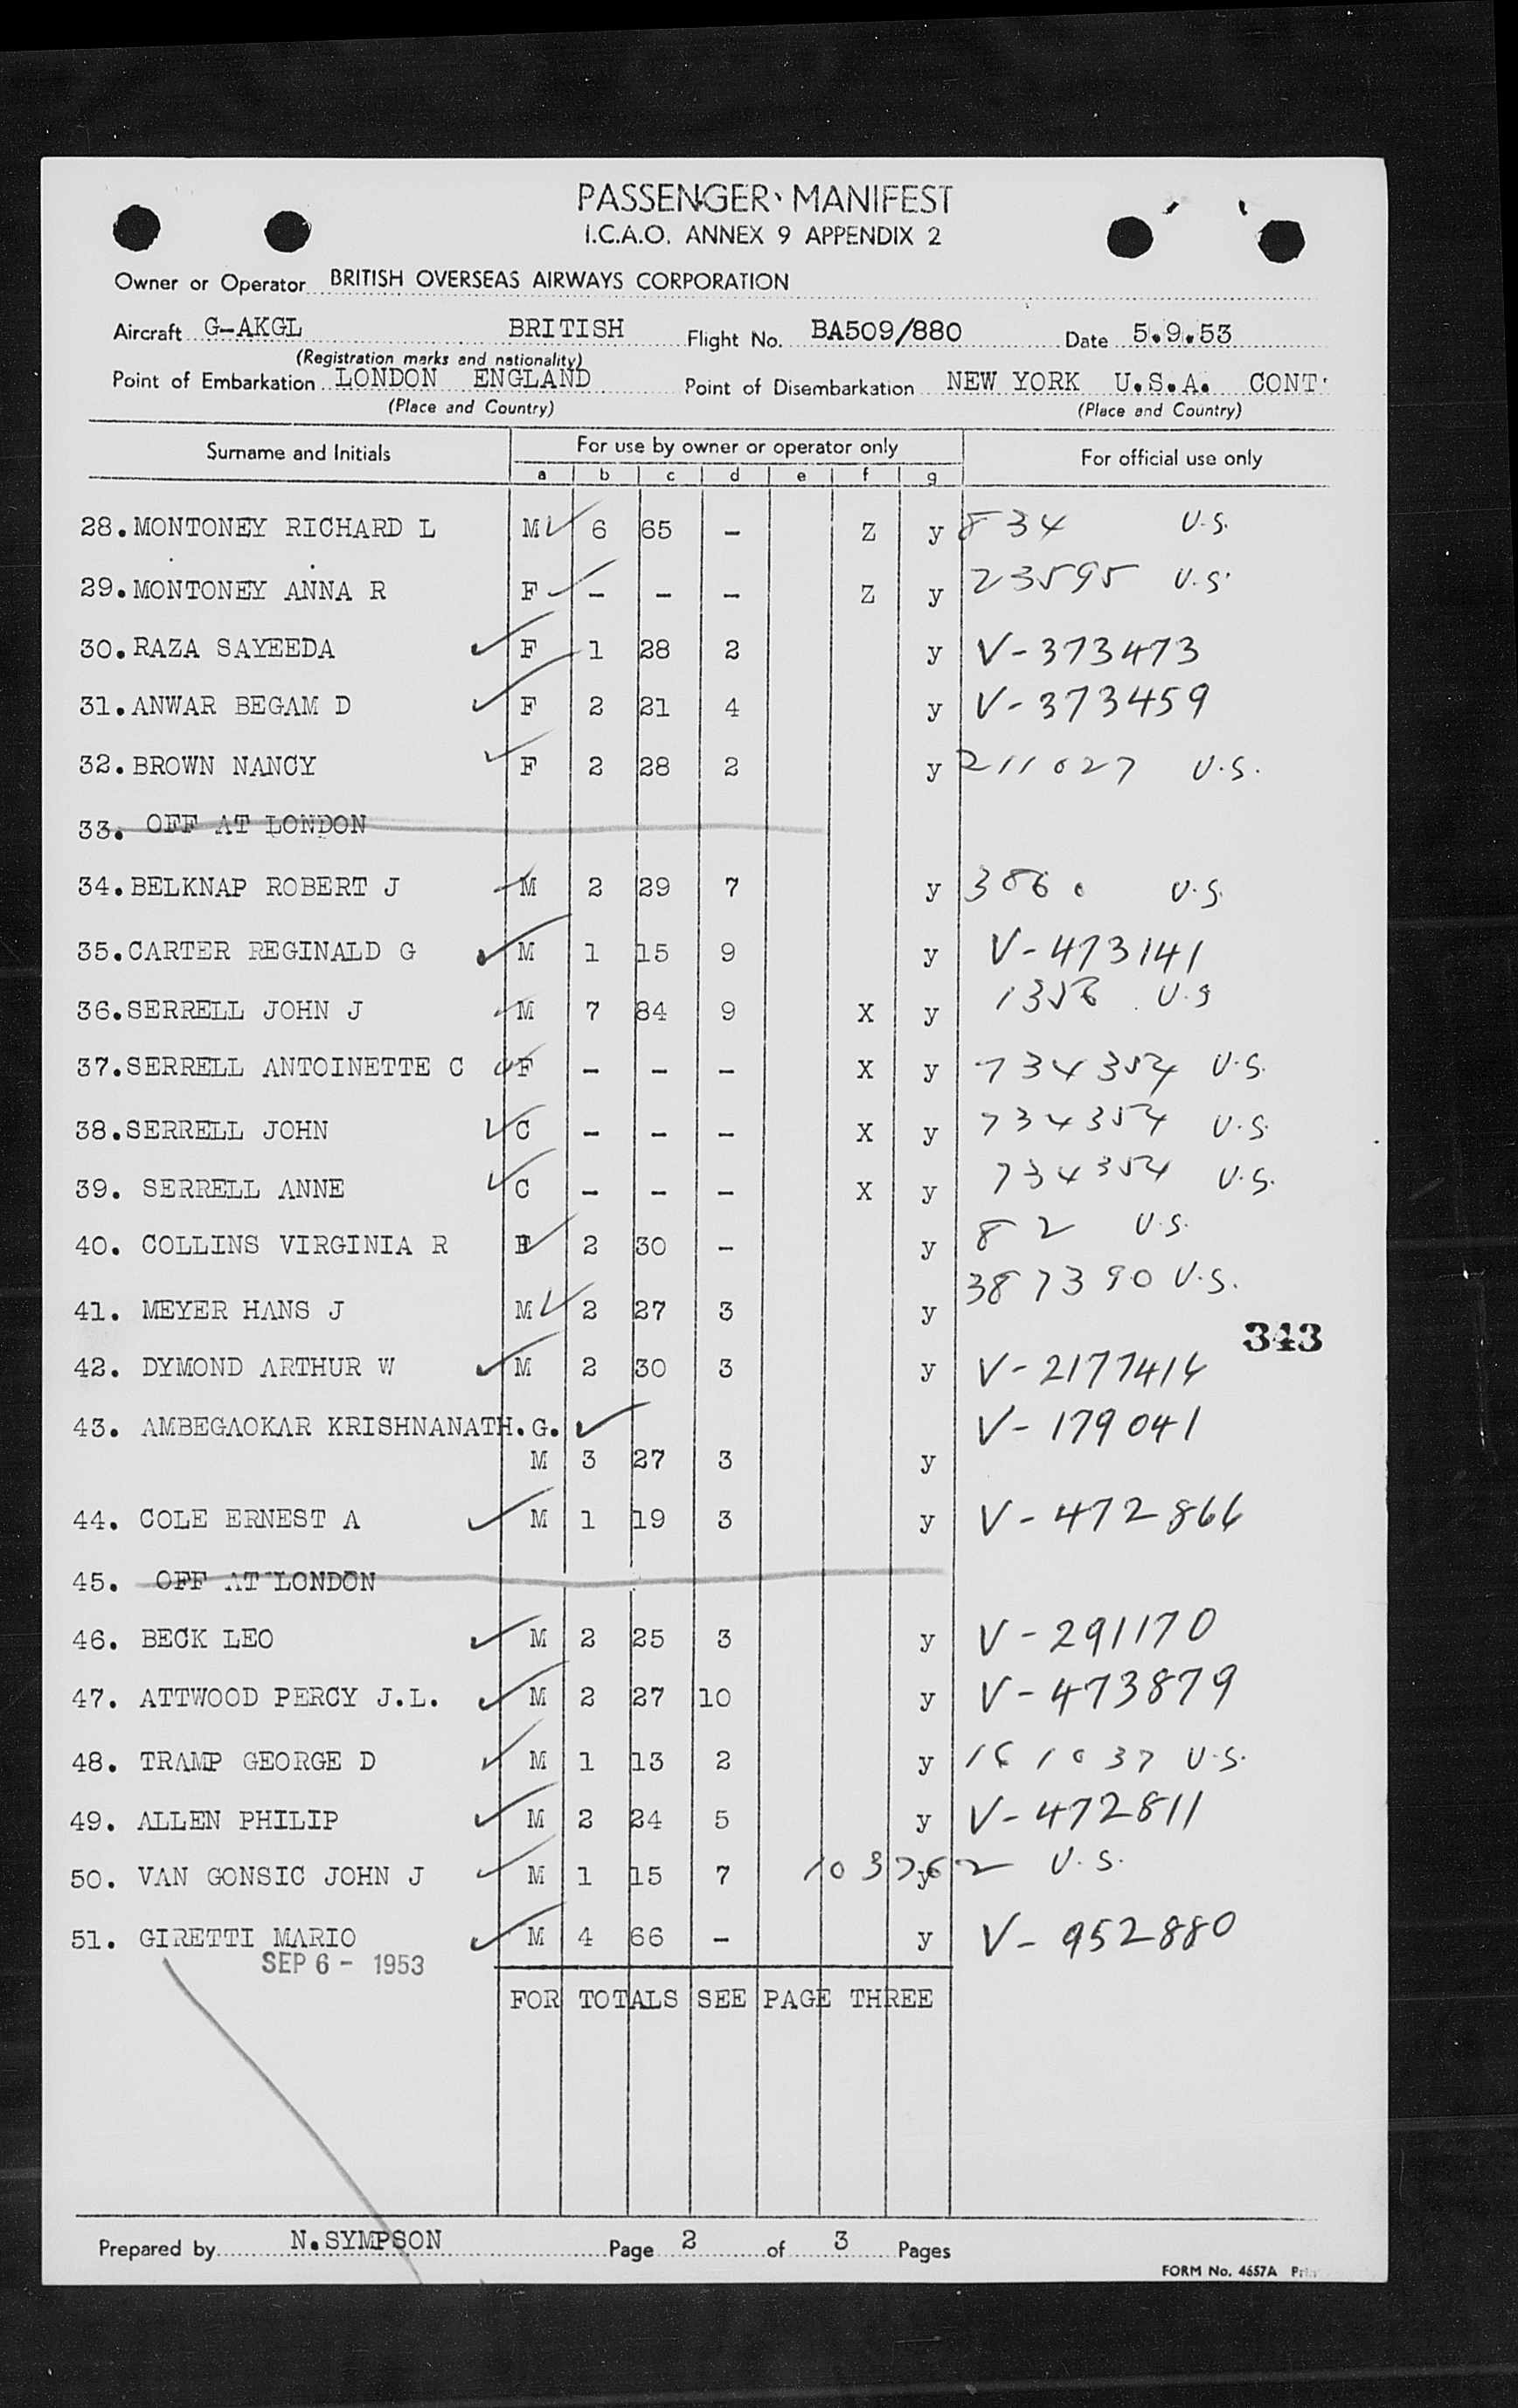 PASSENGER MANIFEST
I.C.A.O. ANNEX 9 APPENDIX 2
Owner or Operator BRITISH OVERSEAS AIRWAYS CORPORATION
Aircraft G-AKGL BRITISH Flight No. BA509/880 Date 5.9.53
(Registration marks and nationality)
Point of Embarkation LONDON ENGLAND Point of Disembarkation NEW YORK U.S.A. CONT'
(Place and Country) (Place and Country)
Surname and Initials For use by owner or operator only For official use only
a b c d e f g
28. MONTONEY RICHARD L M 6 65 - Z y 834 U.S.
29. MONTONEY ANNA R F - - - Z y 23595 U.S.
30. RAZA SAYEEDA F 1 28 2 y V-373473
31. ANWAR BEGAM D F 2 21 4 y V-373459
32. BROWN NANCY F 2 28 2 y 211027 U.S.
33. OFF AT LONDON
34. BELKNAP ROBERT J M 2 29 7 y 3860 U.S.
35. CARTER REGINALD G M 1 15 9 y V-473141
36. SERRELL JOHN J M 7 84 9 X y 1356 U.S
37. SERRELL ANTOINETTE C F - - - X y 734354 U.S.
38. SERRELL JOHN C - - - X y 734354 U.S.
39. SERRELL ANNE C - - - X y 734354 U.S.
40. COLLINS VIRGINIA R F 2 30 - y 82 U.S.
41. MEYER HANS J M 2 27 3 y 387390 U.S.
343
42. DYMOND ARTHUR W M 2 30 3 y V-2177416
43. AMBEGAOKAR KRISHNANATH.G. V-179041
M 3 27 3 y
44. COLE ERNEST A M 1 19 3 y V-472866
45. OFF AT LONDON
46. BECK LEO M 2 25 3 y V-291170
47. ATTWOOD PERCY J.L. M 2 27 10 y V-473879
48. TRAMP GEORGE D M 1 13 2 y 161037 U.S.
49. ALLEN PHILIP M 2 24 5 y V-472811
50. VAN GONSIC JOHN J M 1 15 7 y 103762 U.S.
51. GIRETTI MARIO M 4 66 - y V-952880
SEP 6 - 1953
FOR TOTALS SEE PAGE THREE
Prepared by N.SYMPSON Page 2 of 3 Pages
FORM No. 4657A